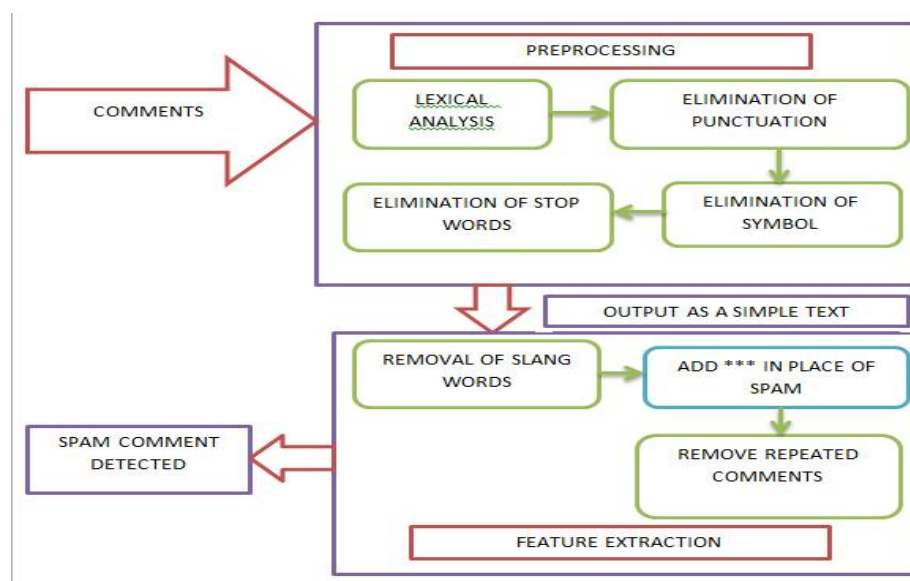 PREPROCESSING
COMMENTS
LEXICAL
ANALYSIS
ELIMINATION OF
PUNCTUATION
ELIMINATION OF STOP
WORDS
ELIMINATION OF
SYMBOL
OUTPUT AS A SIMPLE TEXT
REMOVAL OF SLANG
WORDS
ADD *** IN PLACE OF
SPAM
SPAM COMMENT
DETECTED
REMOVE REPEATED
COMMENTS
FEATURE EXTRACTION